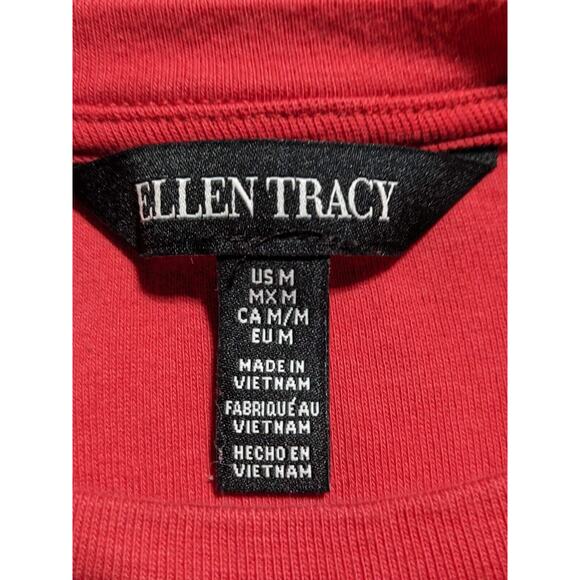 ELLEN TRACY
US M
MX M
CA M/M
EU M
MADE IN
VIETNAM
FABRIQUÉ AU
VIETNAM
HECHO EN
VIETNAM